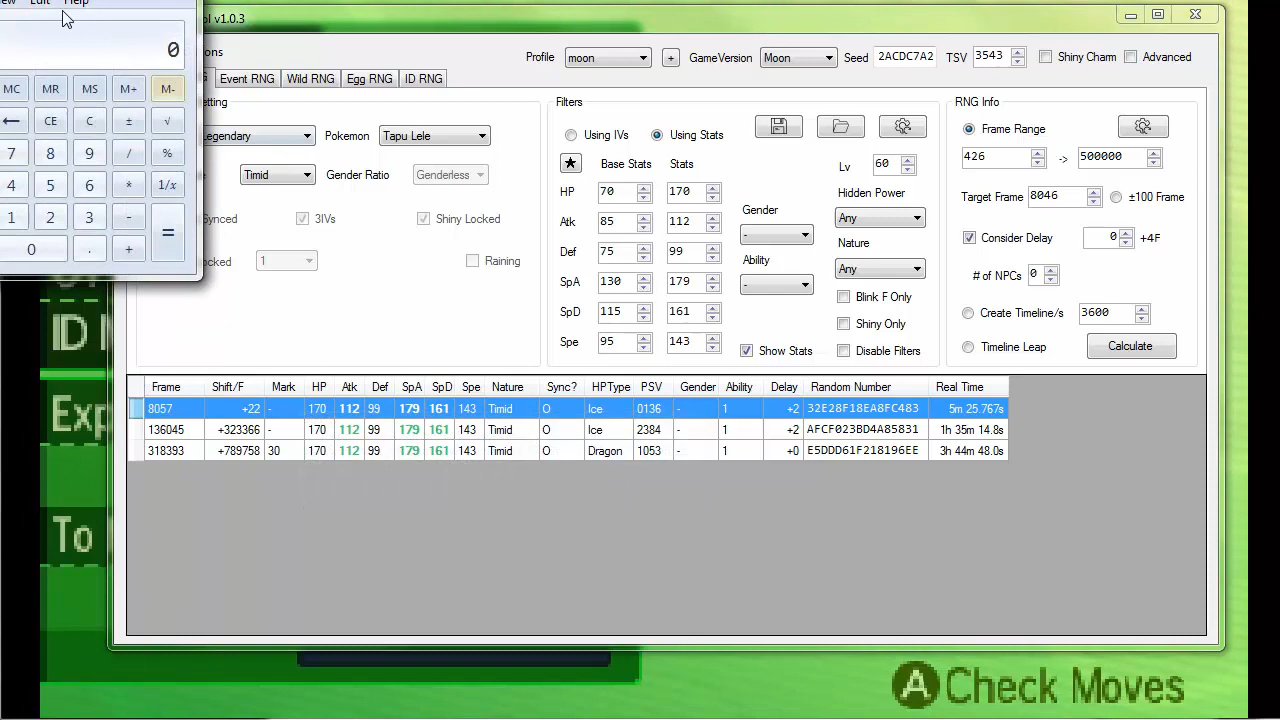 Edit Help
ol v1.0.3
0
ons
Profile moon + GameVersion Moon Seed 2ACDC7A2 TSV 3543 Shiny Charm Advanced
Event RNG Wild RNG Egg RNG ID RNG
MC MR MS M+ M-
← CE C ± √
7 8 9 / %
4 5 6 * 1/x
1 2 3 - =
0 . +
etting
Legendary Pokemon Tapu Lele
Timid Gender Ratio Genderless
Synced 3IVs Shiny Locked
ocked 1 Raining
Filters
Using IVs Using Stats
★ Base Stats Stats Lv 60
HP 70 170
Atk 85 112
Def 75 99
SpA 130 179
SpD 115 161
Spe 95 143
Gender
-
Ability
-
Show Stats
Hidden Power
Any
Nature
Any
Blink F Only
Shiny Only
Disable Filters
RNG Info
Frame Range
426 -> 500000
Target Frame 8046 ±100 Frame
Consider Delay 0 +4F
# of NPCs 0
Create Timeline/s 3600
Timeline Leap Calculate
Frame Shift/F Mark HP Atk Def SpA SpD Spe Nature Sync? HPType PSV Gender Ability Delay Random Number Real Time
8057 +22 - 170 112 99 179 161 143 Timid O Ice 0136 - 1 +2 32E28F18EA8FC483 5m 25.767s
136045 +323366 - 170 112 99 179 161 143 Timid O Ice 2384 - 1 +2 AFCF023BD4A85831 1h 35m 14.8s
318393 +789758 30 170 112 99 179 161 143 Timid O Dragon 1053 - 1 +0 E5DDD61F218196EE 3h 44m 48.0s
ID
Exp
To
A Check Moves